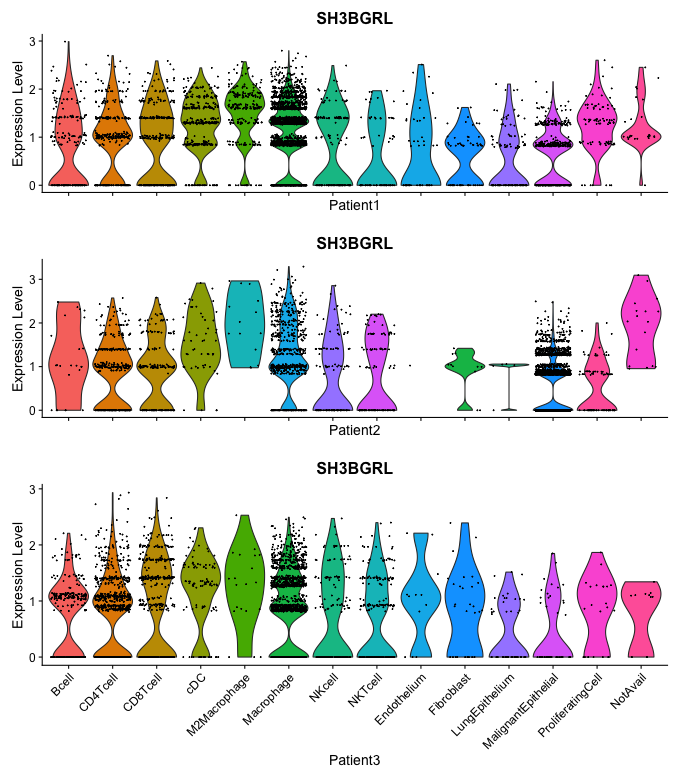 SH3BGRL
Expression Level
3
2
1
0
Patient1
SH3BGRL
Expression Level
3
2
1
0
Patient2
SH3BGRL
Expression Level
3
2
1
0
Bcell
CD4Tcell
CD8Tcell
cDC
M2Macrophage
Macrophage
NKcell
NKTcell
Endothelium
Fibroblast
LungEpithelium
MalignantEpithelial
ProliferatingCell
NotAvail
Patient3